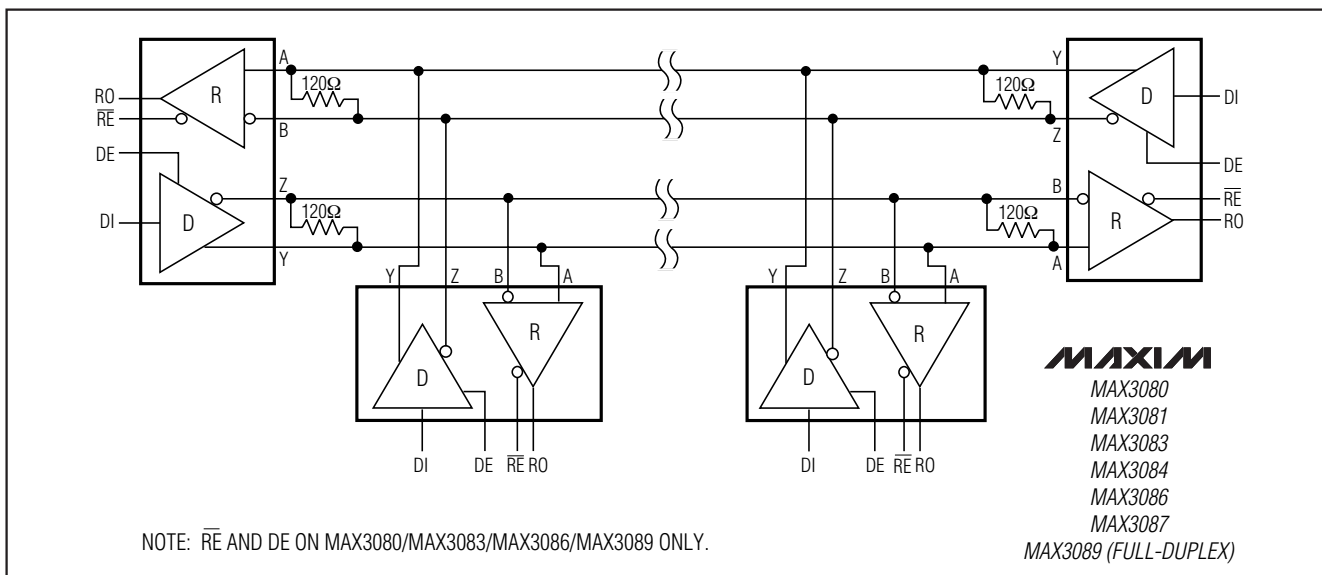 A
Y
120Ω
120Ω
RO
R
D
DI
RE
B
Z
DE
DE
Z
B
RE
120Ω
120Ω
DI
D
R
RO
Y
A
Y
Z
B
A
Y
Z
B
A
R
R
D
D
MAXIM
MAX3080
MAX3081
MAX3083
MAX3084
MAX3086
MAX3087
MAX3089 (FULL-DUPLEX)
DI
DE
RE
RO
DI
DE
RE
RO
NOTE: RE AND DE ON MAX3080/MAX3083/MAX3086/MAX3089 ONLY.